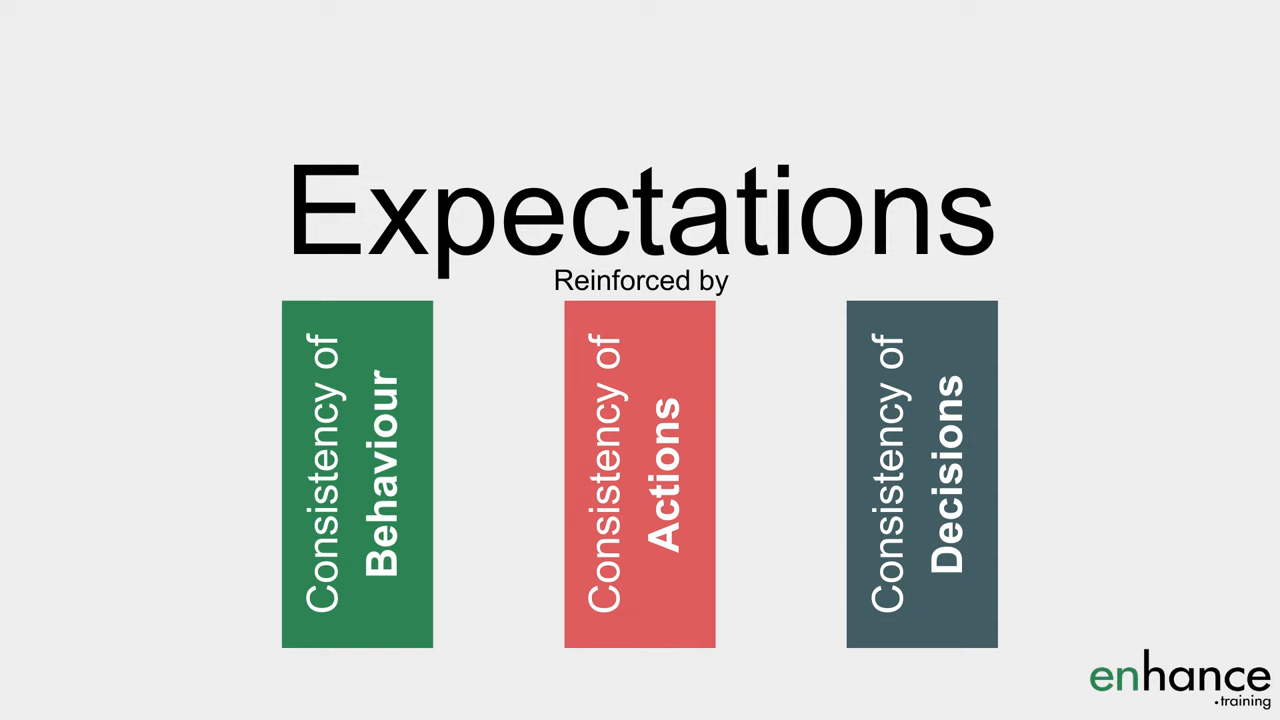 Expectations
Reinforced by
Consistency of
Behaviour
Consistency of
Actions
Consistency of
Decisions
enhance
.training